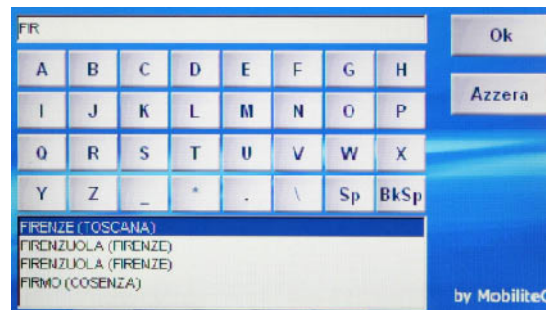 FIR
Ok
A B C D E F G H
Azzera
I J K L M N O P
Q R S T U V W X
Y Z _ * . \ Sp BkSp
FIRENZE (TOSCANA)
FIRENZUOLA (FIRENZE)
FIRENZUOLA (FIRENZE)
FIRMO (COSENZA)
by Mobilite